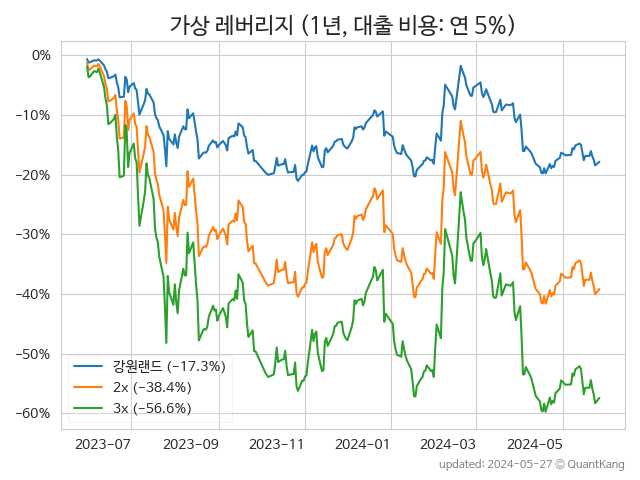 가상 레버리지 (1년, 대출 비용: 연 5%)
0%
−10%
−20%
−30%
−40%
−50%
−60%
강원랜드 (−17.3%)
2x (−38.4%)
3x (−56.6%)
2023-07
2023-09
2023-11
2024-01
2024-03
2024-05
updated: 2024-05-27 © QuantKang